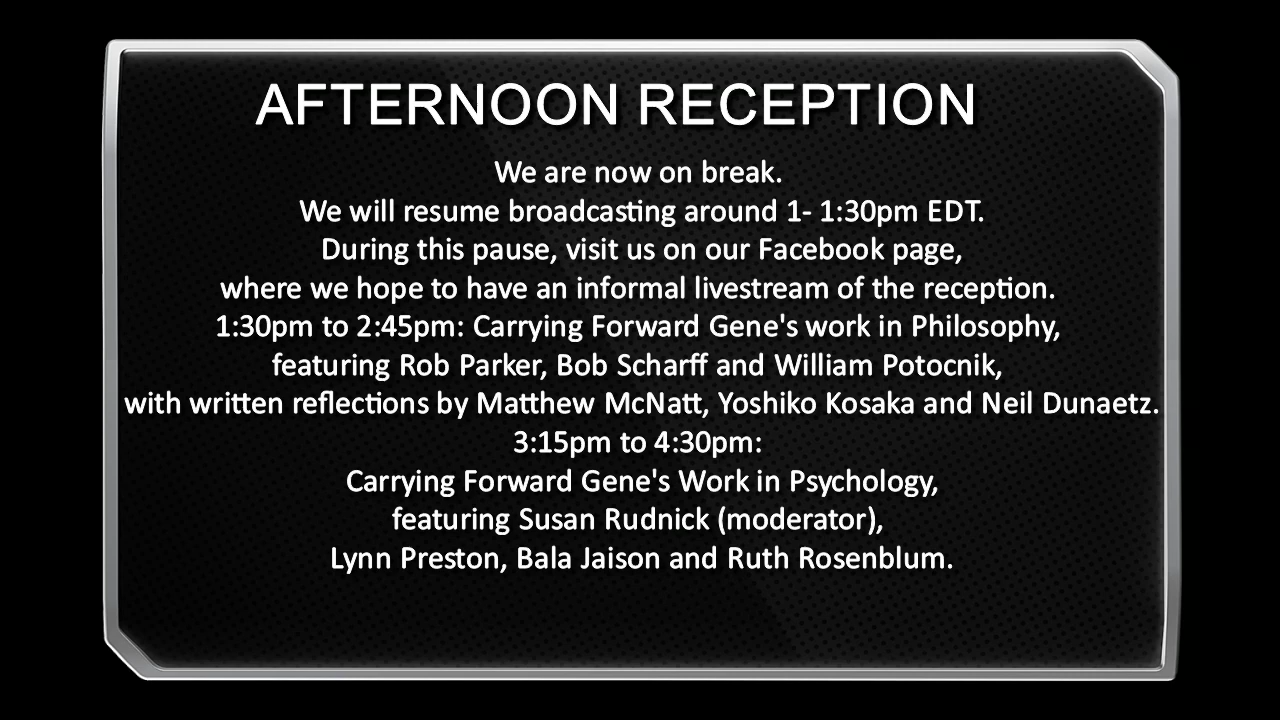 AFTERNOON RECEPTION
We are now on break.
We will resume broadcasting around 1- 1:30pm EDT.
During this pause, visit us on our Facebook page,
where we hope to have an informal livestream of the reception.
1:30pm to 2:45pm: Carrying Forward Gene's work in Philosophy,
featuring Rob Parker, Bob Scharff and William Potocnik,
with written reflections by Matthew McNatt, Yoshiko Kosaka and Neil Dunaetz.
3:15pm to 4:30pm:
Carrying Forward Gene's Work in Psychology,
featuring Susan Rudnick (moderator),
Lynn Preston, Bala Jaison and Ruth Rosenblum.